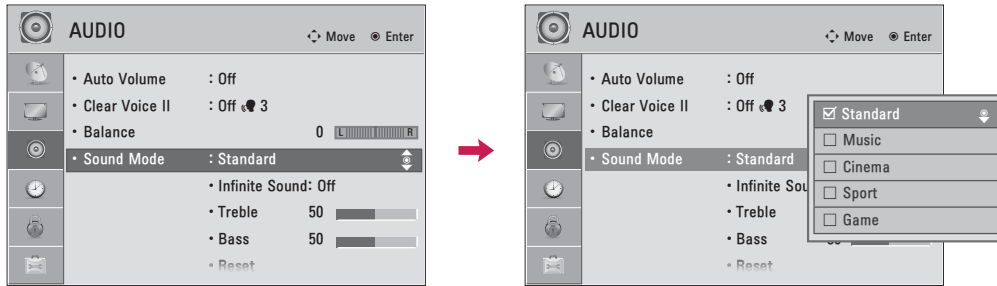 AUDIO
Move Enter
• Auto Volume : Off
• Clear Voice II : Off 3
• Balance 0 L R
• Sound Mode : Standard
• Infinite Sound: Off
• Treble 50
• Bass 50
• Reset
AUDIO
Move Enter
• Auto Volume : Off
• Clear Voice II : Off 3
• Balance
• Sound Mode : Standard
• Infinite Sou
• Treble
• Bass
• Reset
Standard
Music
Cinema
Sport
Game